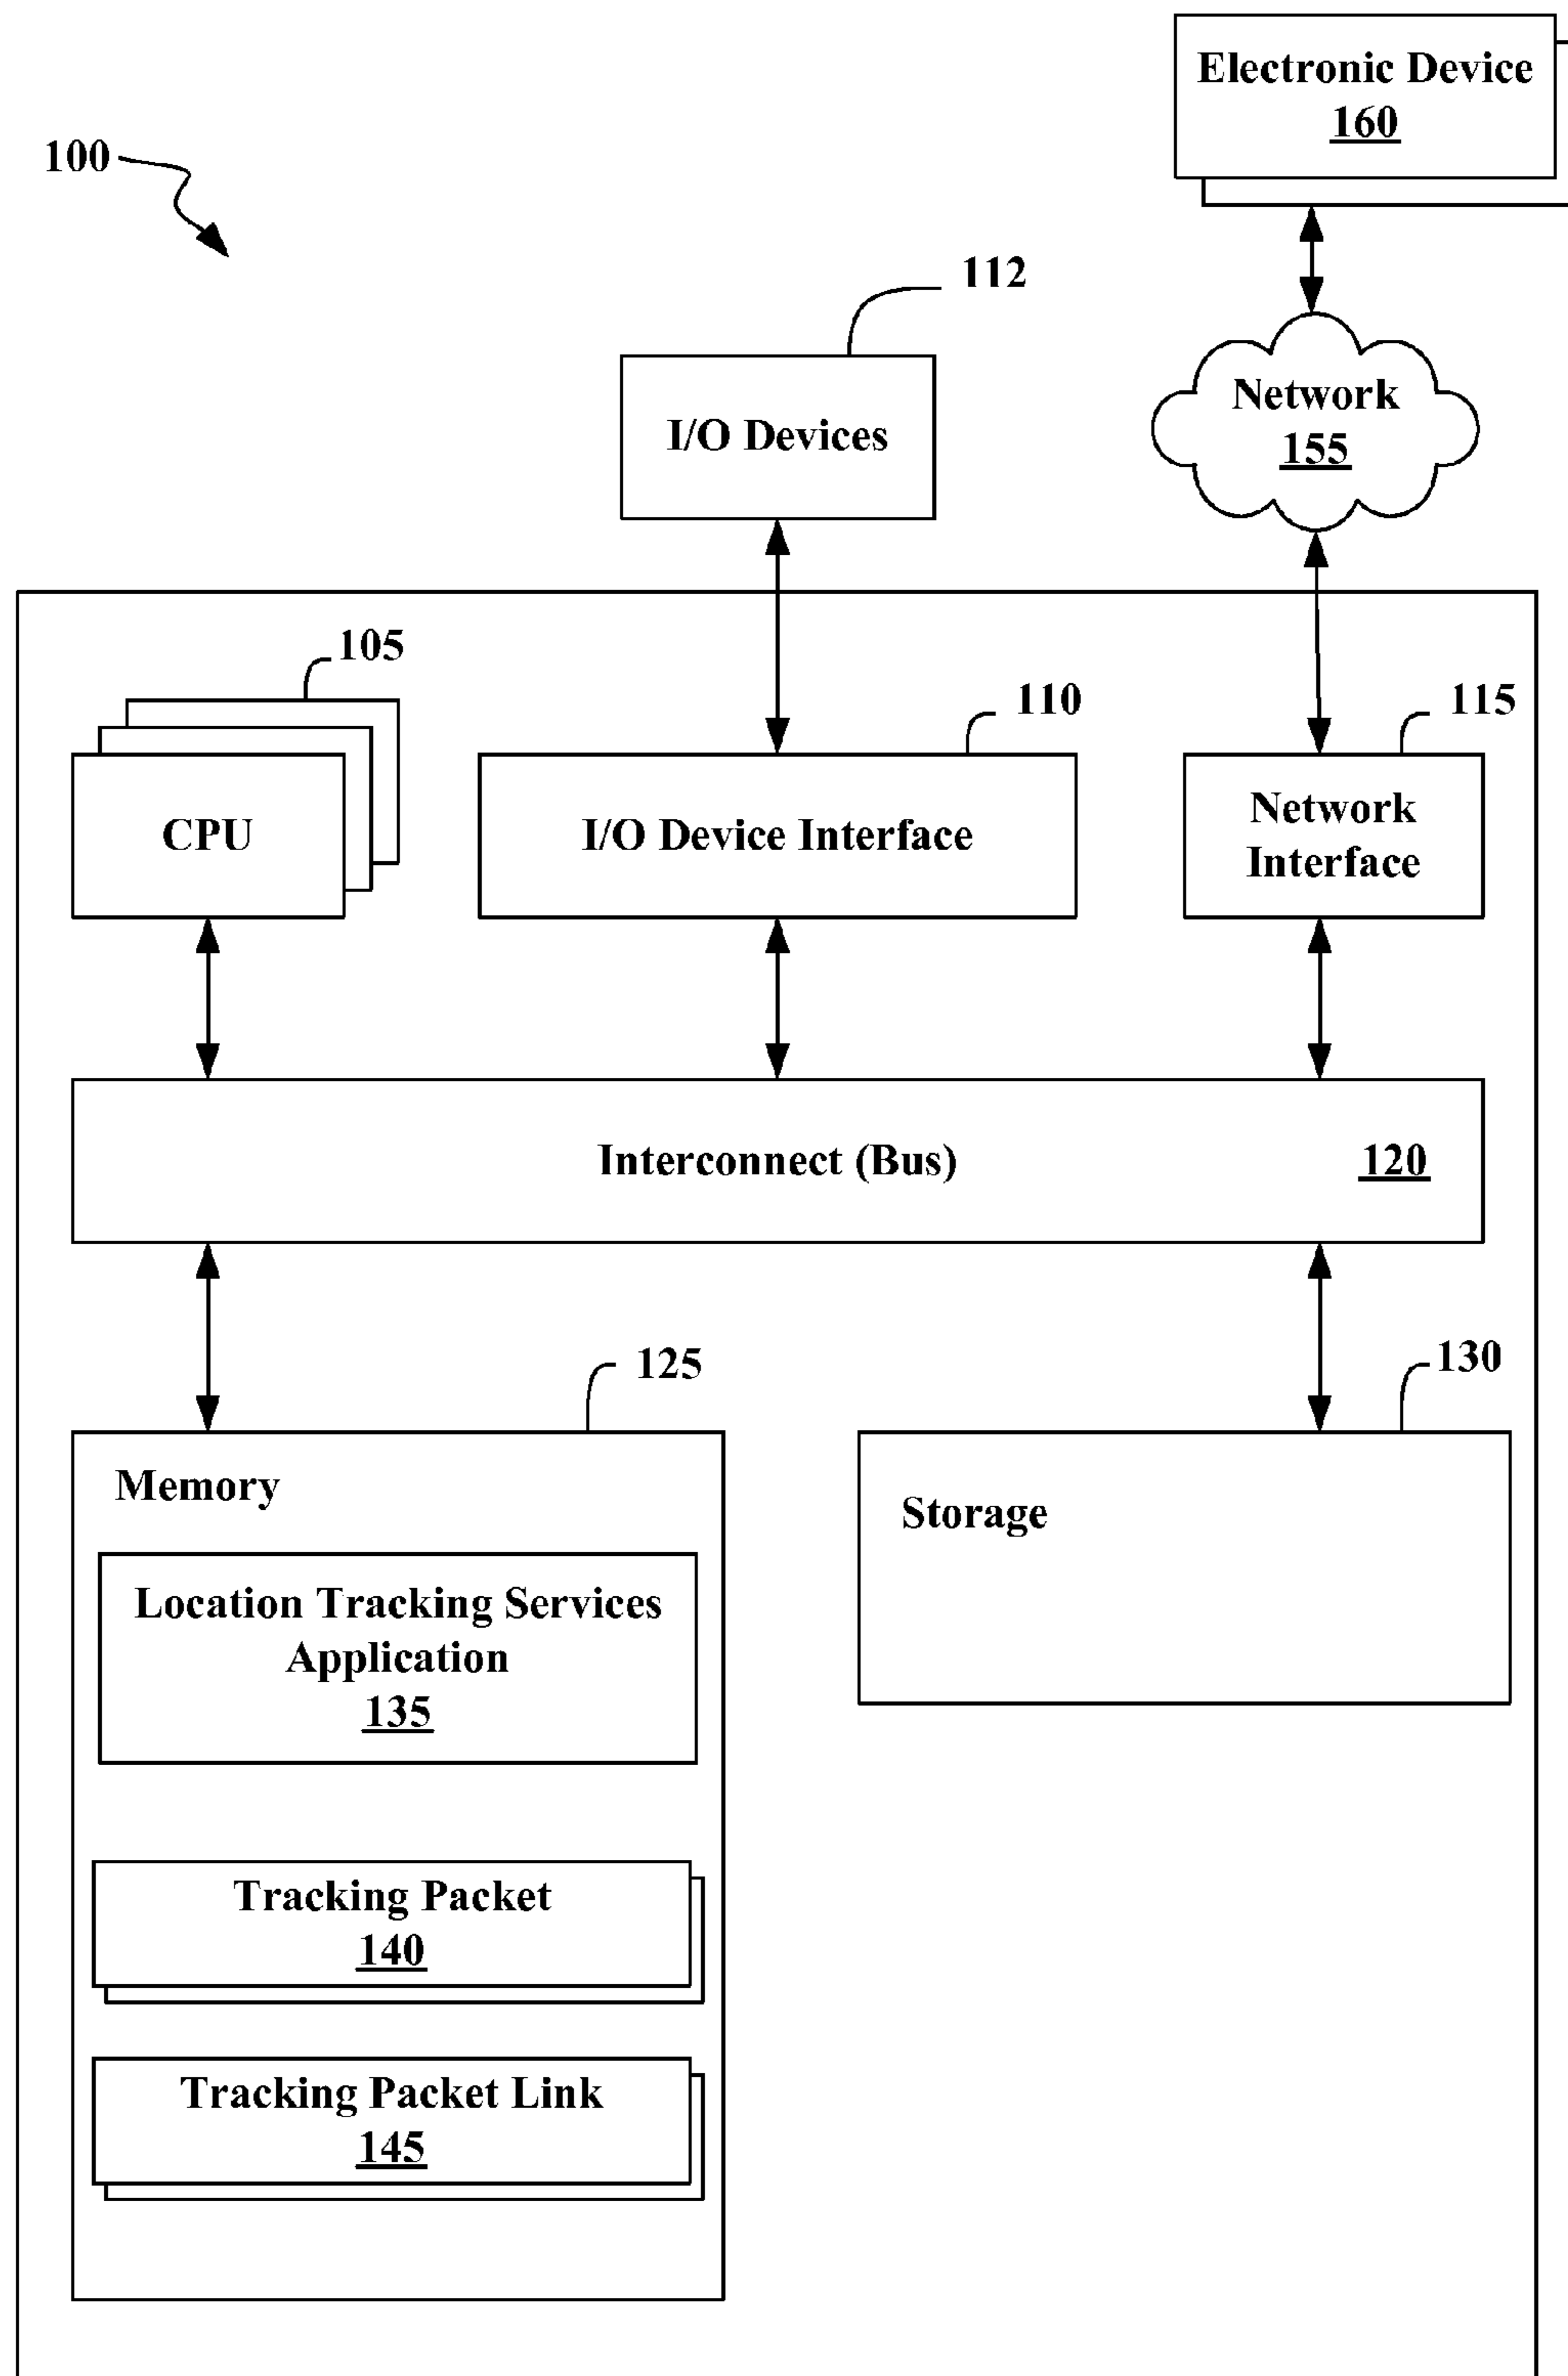 Electronic Device
160
100
112
I/O Devices
Network
155
105
110
115
CPU
I/O Device Interface
Network
Interface
Interconnect (Bus)
120
125
130
Memory
Storage
Location Tracking Services
Application
135
Tracking Packet
140
Tracking Packet Link
145